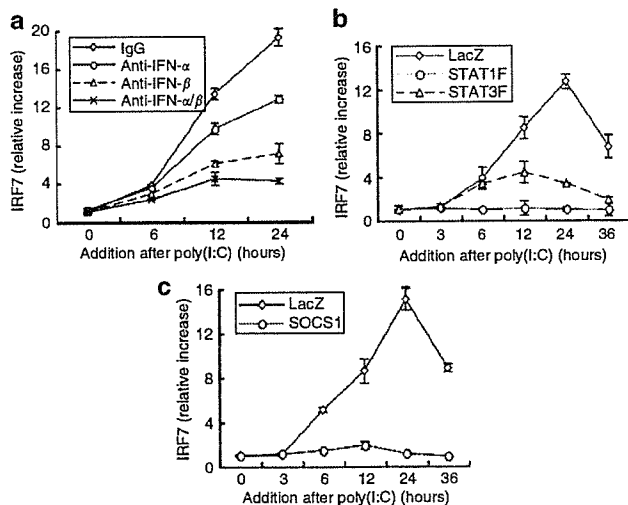 a
IRF7 (relative increase)
20
16
12
8
4
0
IgG
Anti-IFN-α
Anti-IFN-β
Anti-IFN-α/β
0 6 12 24
Addition after poly(I:C) (hours)
b
IRF7 (relative increase)
16
12
8
4
0
LacZ
STAT1F
STAT3F
0 3 6 12 24 36
Addition after poly(I:C) (hours)
c
IRF7 (relative increase)
16
12
8
4
0
LacZ
SOCS1
0 3 6 12 24 36
Addition after poly(I:C) (hours)